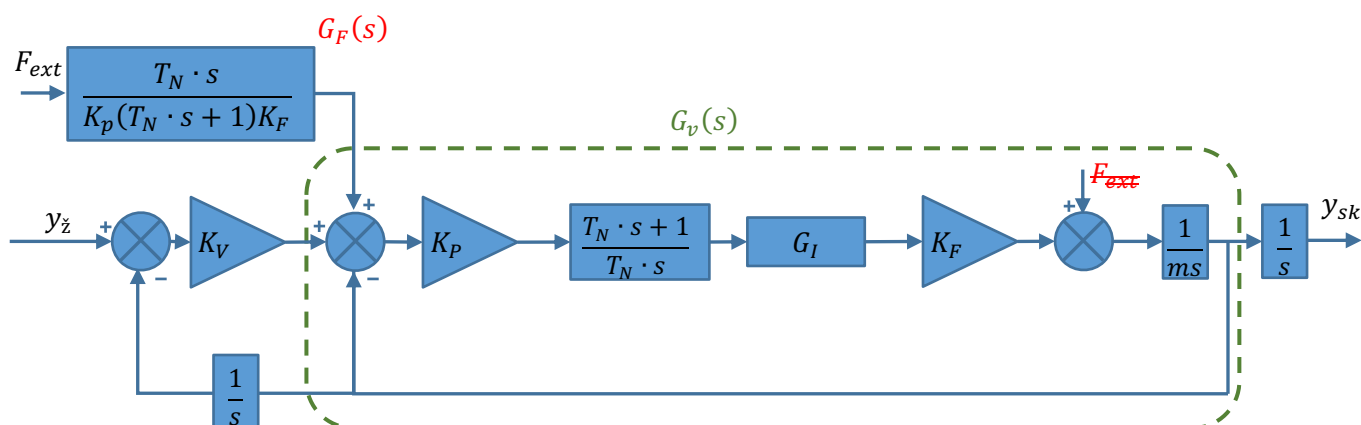 G_F(s)
F_ext
T_N · s
K_p(T_N · s + 1)K_F
G_v(s)
+
+
+
+
y_ž
K_V
K_P
T_N · s + 1
T_N · s
G_I
K_F
F_ext
1
ms
1
s
y_sk
−
−
1
s